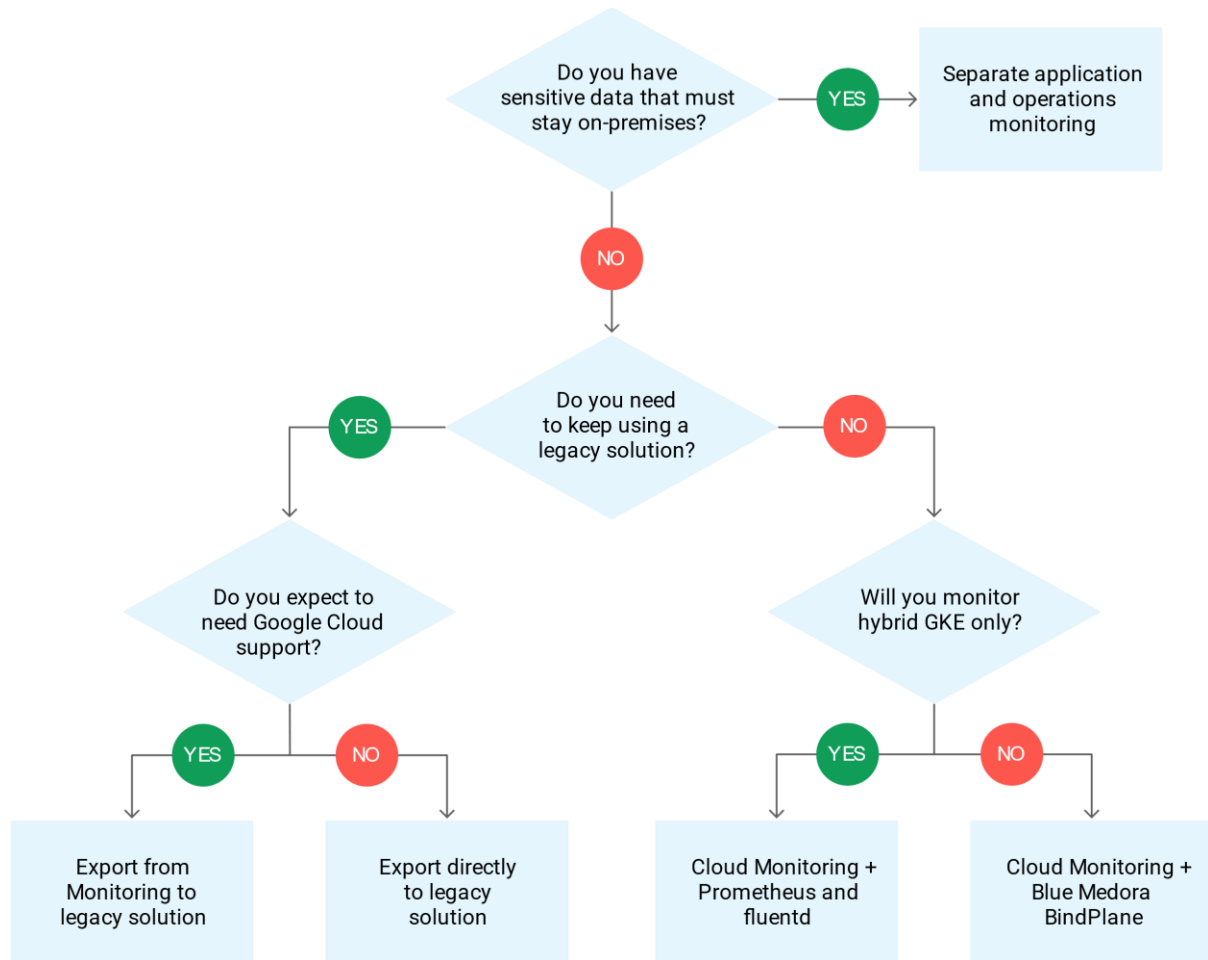 Do you have
sensitive data that must
stay on-premises?
YES
Separate application
and operations
monitoring
NO
Do you need
to keep using a
legacy solution?
YES
NO
Do you expect to
need Google Cloud
support?
Will you monitor
hybrid GKE only?
YES
NO
YES
NO
Export from
Monitoring to
legacy solution
Export directly
to legacy
solution
Cloud Monitoring +
Prometheus and
fluentd
Cloud Monitoring +
Blue Medora
BindPlane